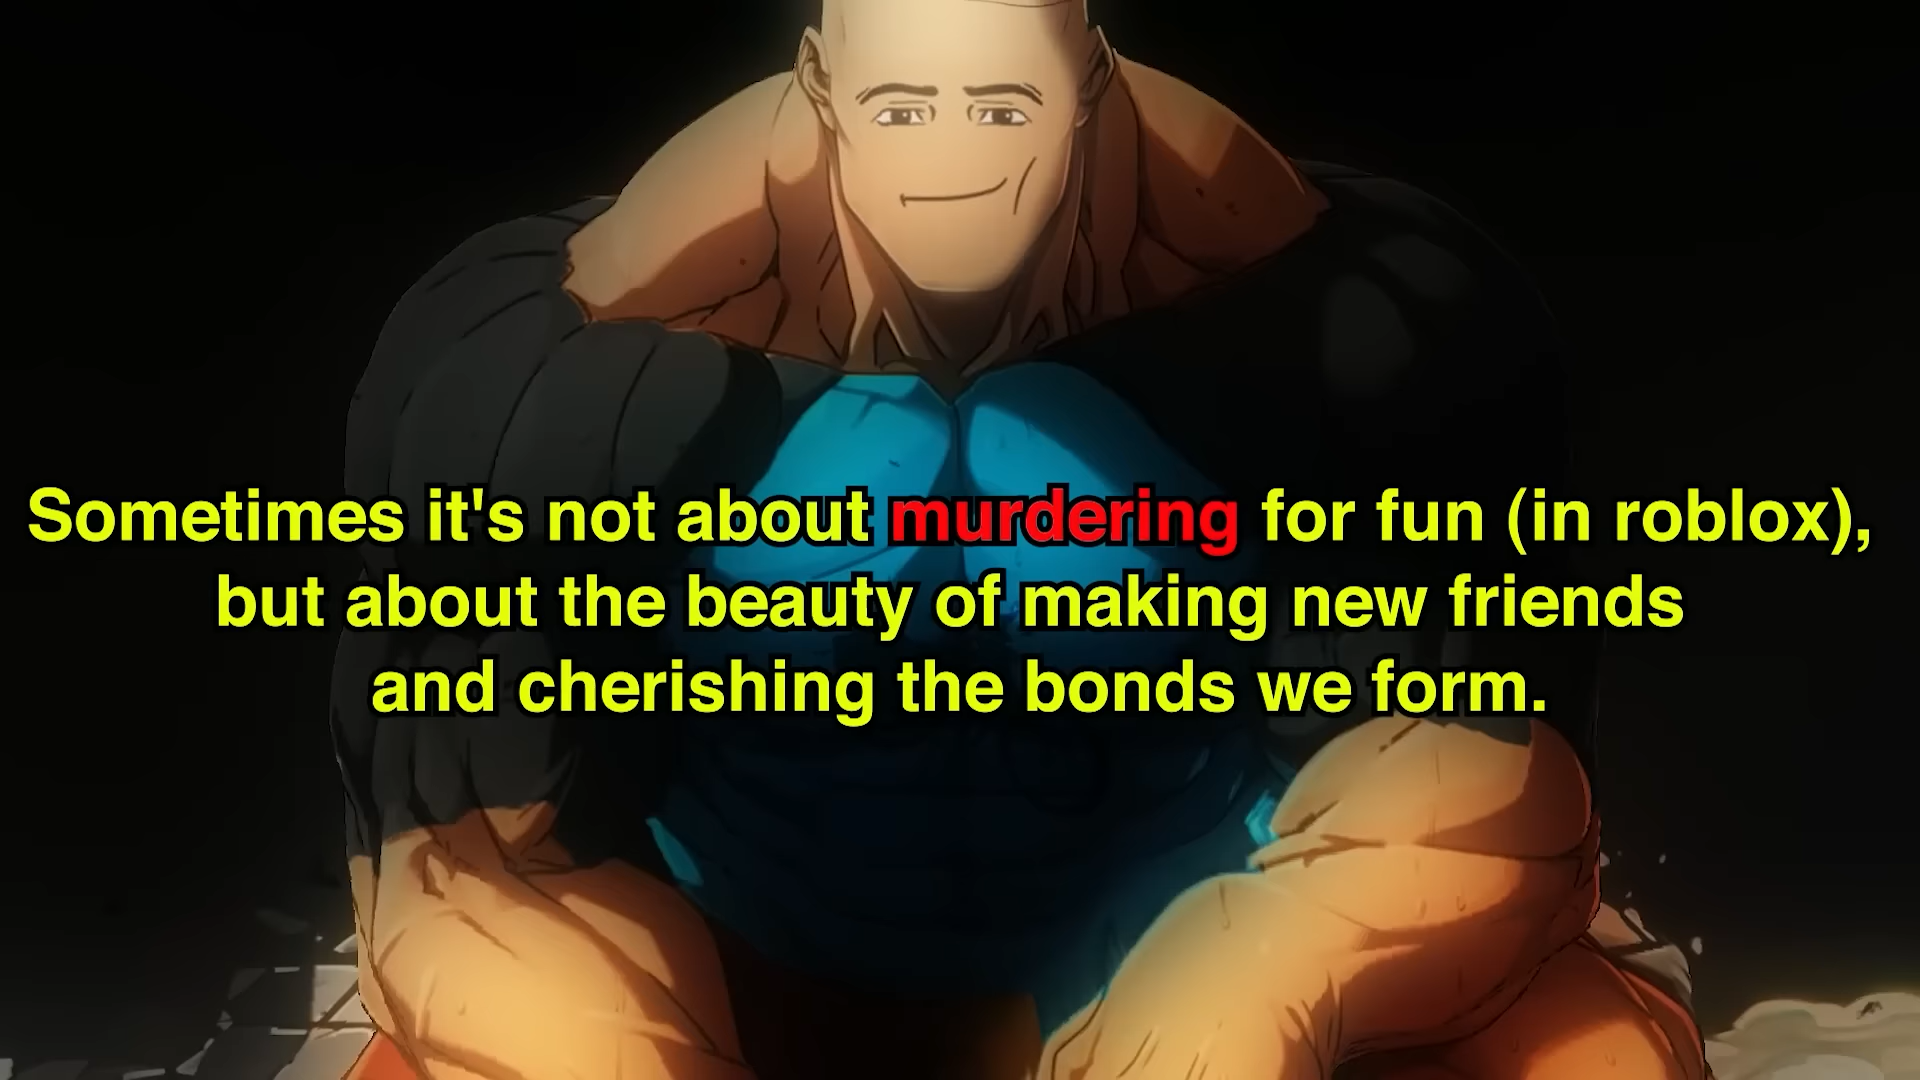 Sometimes it's not about murdering for fun (in roblox),
but about the beauty of making new friends
and cherishing the bonds we form.